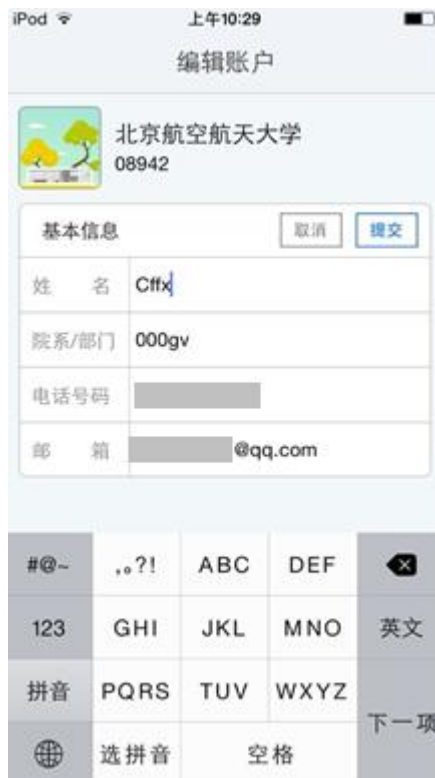 iPod 上午10:29
编辑账户
北京航空航天大学
08942
基本信息 取消 提交
姓 名 Cffx
院系/部门 000gv
电话号码
邮 箱 @qq.com
#@~ ,。?! ABC DEF
123 GHI JKL MNO 英文
拼音 PQRS TUV WXYZ
下一项
选拼音 空格